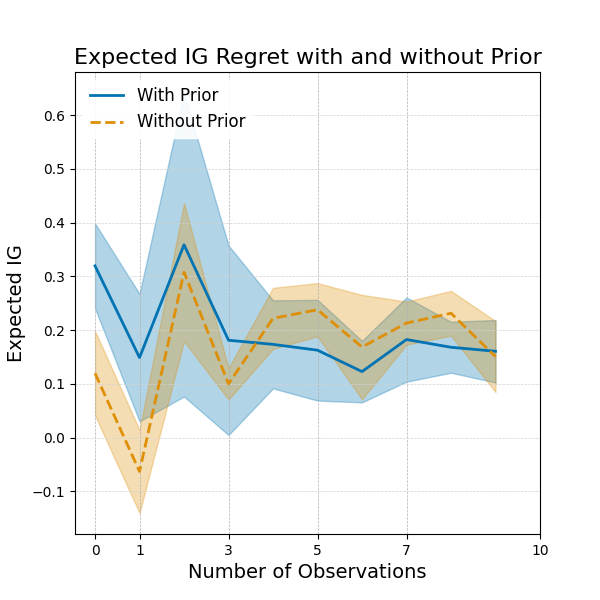 Expected IG Regret with and without Prior
With Prior
Without Prior
Expected IG
0.6
0.5
0.4
0.3
0.2
0.1
0.0
−0.1
0 1 3 5 7 10
Number of Observations